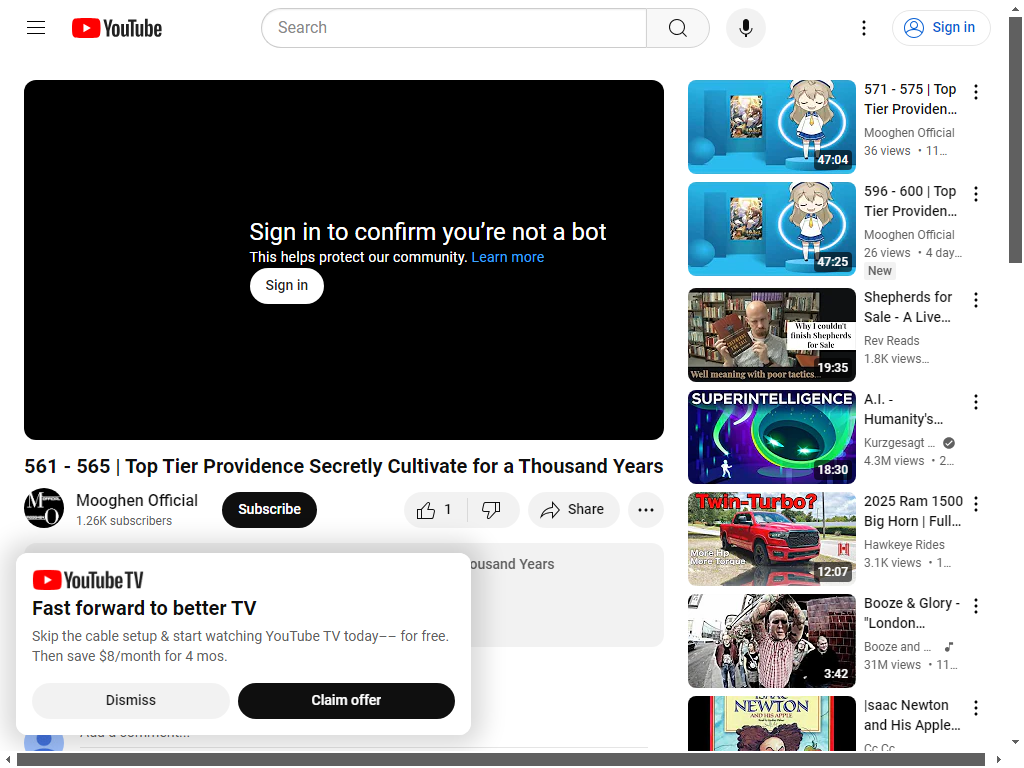 YouTube
Search
Sign in
Sign in to confirm you’re not a bot
This helps protect our community. Learn more
Sign in
561 - 565 | Top Tier Providence Secretly Cultivate for a Thousand Years
Mooghen Official
1.26K subscribers
Subscribe
1
Share
ousand Years
YouTube TV
Fast forward to better TV
Skip the cable setup & start watching YouTube TV today–– for free.
Then save $8/month for 4 mos.
Dismiss
Claim offer
Add a comment...
571 - 575 | Top
Tier Providen...
Mooghen Official
36 views • 11...
47:04
596 - 600 | Top
Tier Providen...
Mooghen Official
26 views • 4 day...
New
47:25
Shepherds for
Sale - A Live...
Rev Reads
1.8K views...
Why I couldn't
finish Shepherds
for Sale
Well meaning with poor tactics...
19:35
A.I. -
Humanity's...
Kurzgesagt ...
4.3M views • 2...
SUPERINTELLIGENCE
18:30
2025 Ram 1500
Big Horn | Full...
Hawkeye Rides
3.1K views • 1...
Twin-Turbo?
More Hp
More Torque
12:07
Booze & Glory -
"London...
Booze and ...
31M views • 11...
3:42
|saac Newton
and His Apple...
Cc Cc
ISAAC
NEWTON
AND HIS APPLE